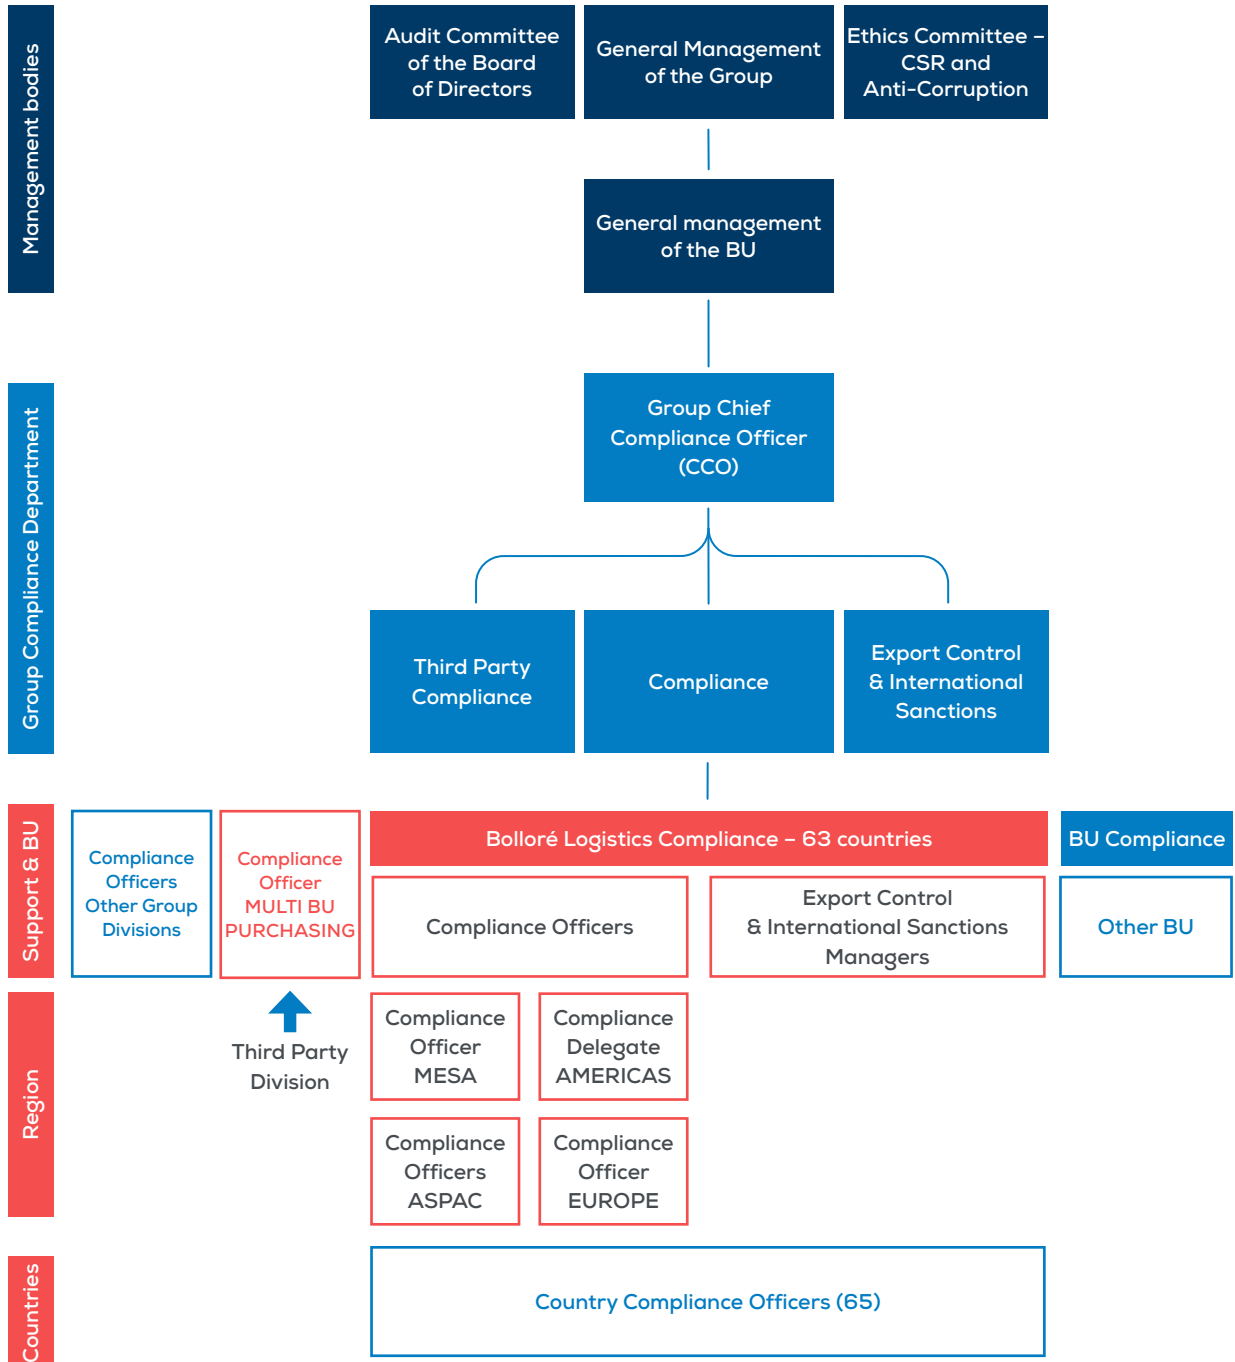 Management bodies
Audit Committee
of the Board
of Directors
General Management
of the Group
Ethics Committee –
CSR and
Anti-Corruption
General management
of the BU
Group Compliance Department
Group Chief
Compliance Officer
(CCO)
Third Party
Compliance
Compliance
Export Control
& International
Sanctions
Support & BU
Compliance
Officers
Other Group
Divisions
Compliance
Officer
MULTI BU
PURCHASING
Bolloré Logistics Compliance – 63 countries
Compliance Officers
Export Control
& International Sanctions
Managers
BU Compliance
Other BU
Third Party
Division
Region
Compliance
Officer
MESA
Compliance
Delegate
AMERICAS
Compliance
Officers
ASPAC
Compliance
Officer
EUROPE
Countries
Country Compliance Officers (65)